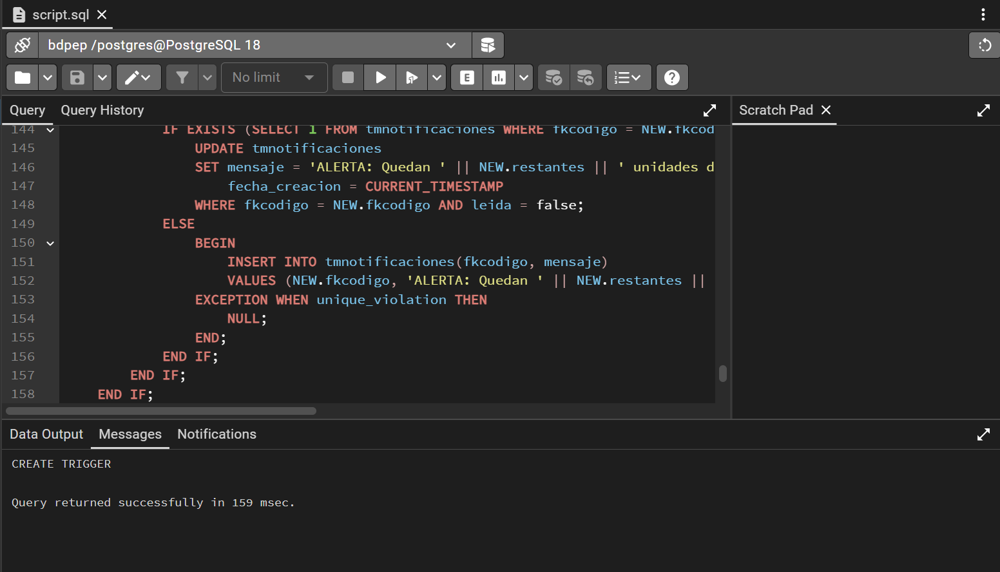 script.sql
bdpep /postgres@PostgreSQL 18
No limit
E
Query Query History
Scratch Pad
144 IF EXISTS (SELECT 1 FROM tmnotificaciones WHERE fkcodigo = NEW.fkcod
145 UPDATE tmnotificaciones
146 SET mensaje = 'ALERTA: Quedan ' || NEW.restantes || ' unidades d
147 fecha_creacion = CURRENT_TIMESTAMP
148 WHERE fkcodigo = NEW.fkcodigo AND leida = false;
149 ELSE
150 BEGIN
151 INSERT INTO tmnotificaciones(fkcodigo, mensaje)
152 VALUES (NEW.fkcodigo, 'ALERTA: Quedan ' || NEW.restantes ||
153 EXCEPTION WHEN unique_violation THEN
154 NULL;
155 END;
156 END IF;
157 END IF;
158 END IF;
Data Output Messages Notifications
CREATE TRIGGER
Query returned successfully in 159 msec.